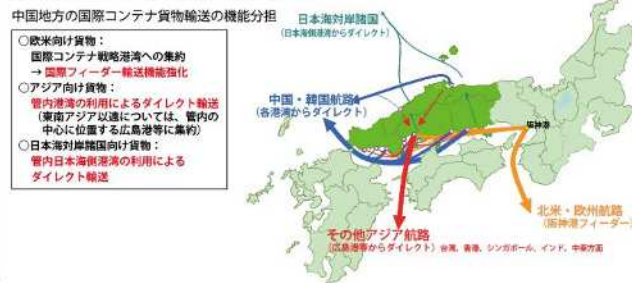 中国地方の国際コンテナ貨物輸送の機能分担
○欧米向け貨物：
国際コンテナ戦略港湾への集約
→ 国際フィーダー輸送機能強化
○アジア向け貨物：
管内港湾の利用によるダイレクト輸送
（東南アジア以遠については、管内の
中心に位置する広島港等に集約）
○日本海対岸諸国向け貨物：
管内日本海側港湾の利用による
ダイレクト輸送
日本海対岸諸国
（日本海側港湾からダイレクト）
中国・韓国航路
（各港湾からダイレクト）
阪神港
北米・欧州航路
（阪神港フィーダー）
その他アジア航路
（広島港等からダイレクト）台湾、香港、シンガポール、インド、中東方面